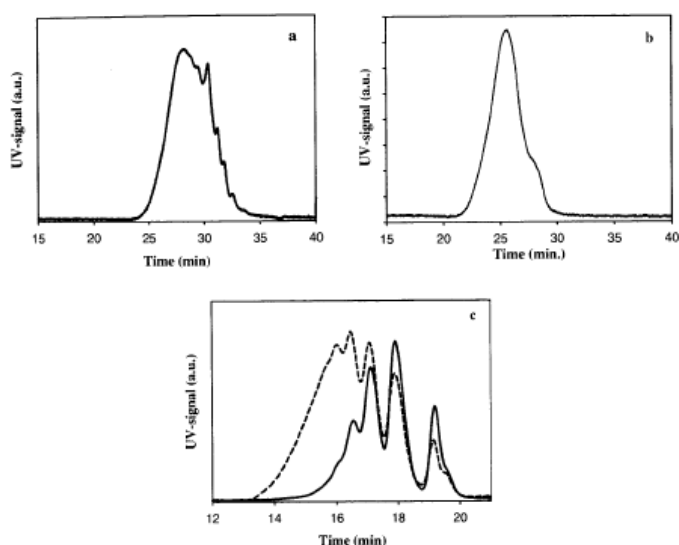 a
UV-signal (a.u.)
15 20 25 30 35 40
Time (min)
b
UV-signal (a.u.)
15 20 25 30 35 40
Time (min.)
c
UV-signal (a.u.)
12 14 16 18 20
Time (min)